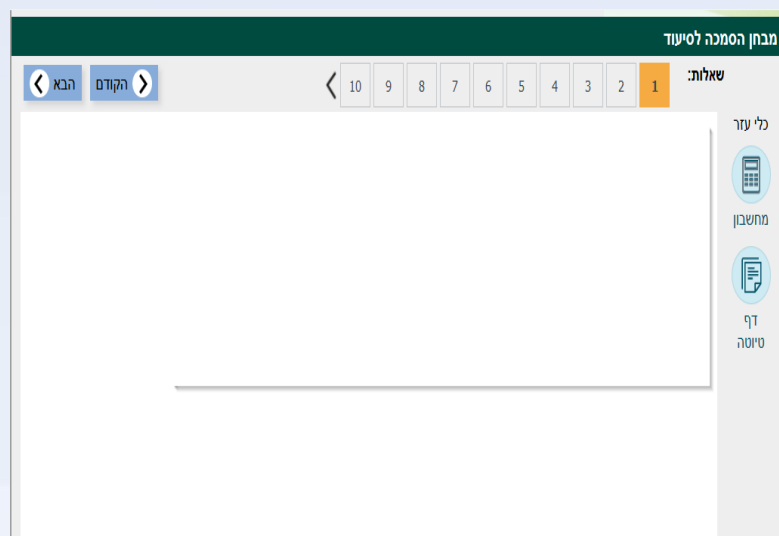 מבחן הסמכה לסיעוד
שאלות:
1 2 3 4 5 6 7 8 9 10
הקודם
הבא
כלי עזר
מחשבון
דף
טיוטה